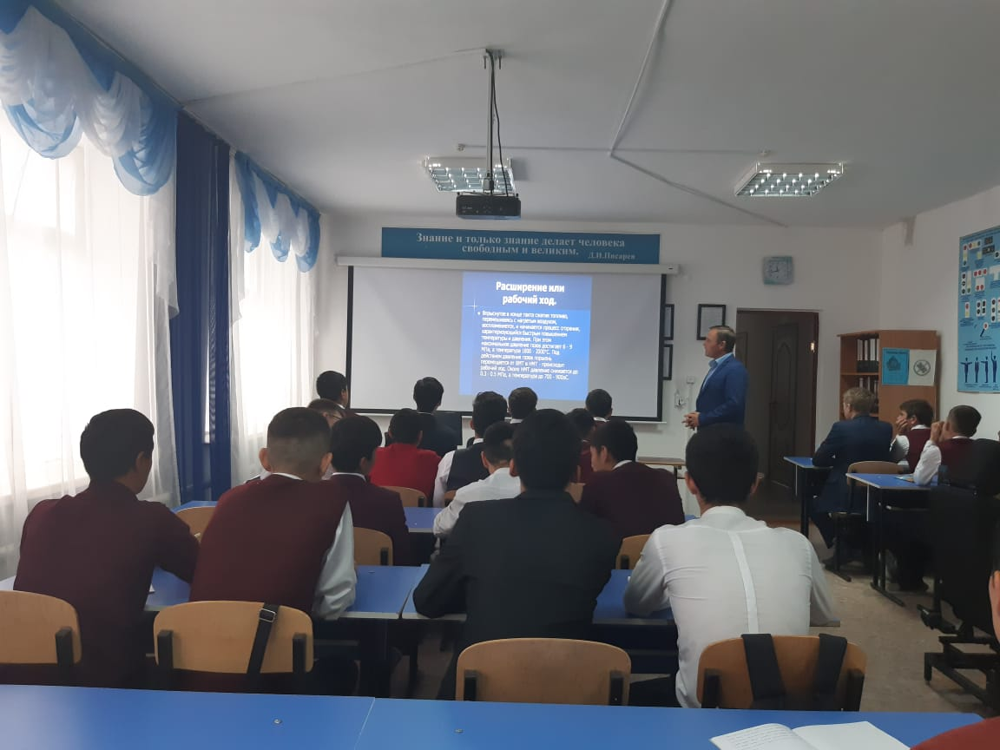 Знание и только знание делает человека
свободным и великим.
Д.И.Писарев
Расширение или
рабочий ход.
Впрыснутое в конце такта сжатия топливо,
перемешиваясь с нагретым воздухом,
воспламеняется, и начинается процесс сгорания,
характеризующийся быстрым повышением
температуры и давления. При этом
максимальное давление газов достигает 6 - 9
МПа, а температура 1800 - 2000°С. Под
действием давления газов поршень
перемещается от ВМТ в НМТ - происходит
рабочий ход. Около НМТ давление снижается до
0.3 - 0.5 МПа, а температура до 700 - 900оС.